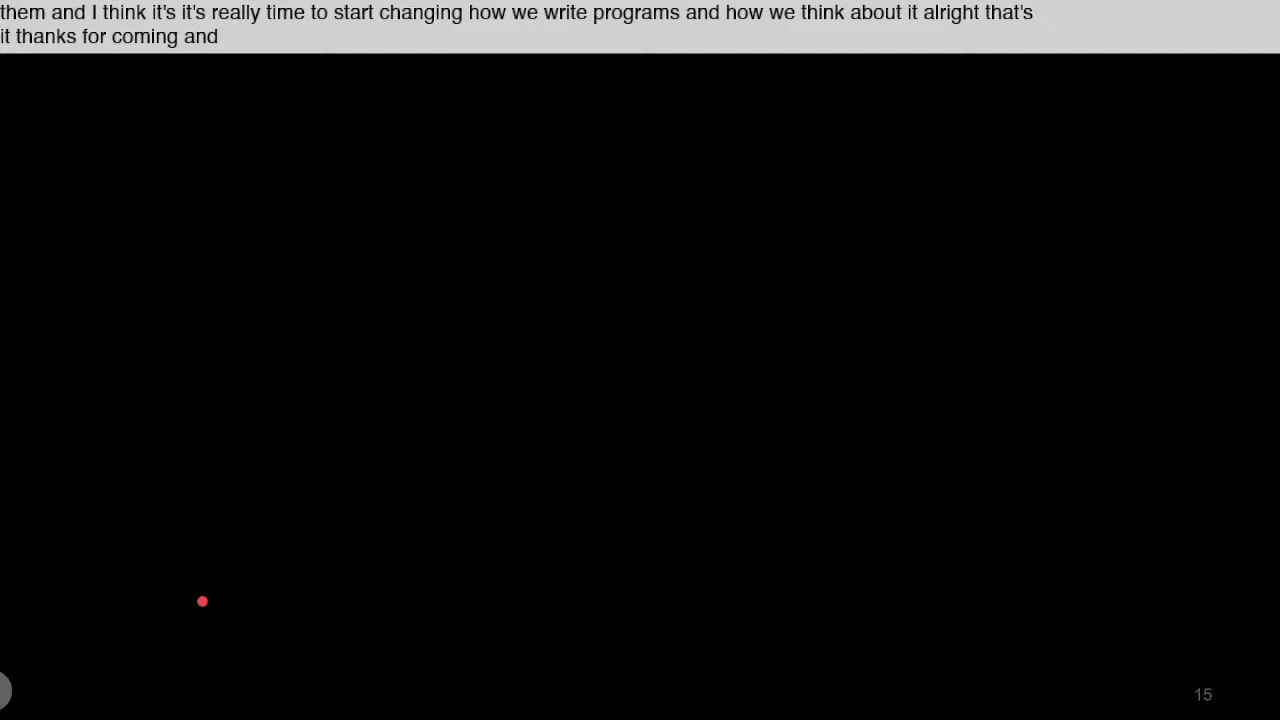 them and I think it's it's really time to start changing how we write programs and how we think about it alright that's
it thanks for coming and
15